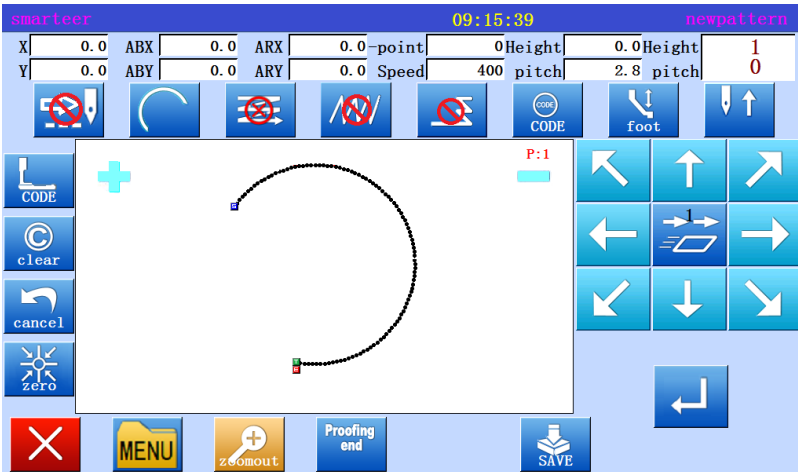 smarteer 09:15:39 newpattern
X 0.0 ABX 0.0 ARX 0.0 -point 0 Height 0.0 Height 1
Y 0.0 ABY 0.0 ARY 0.0 Speed 400 pitch 2.8 pitch 0
CODE
CODE
foot
P:1
CODE
1
clear
cancel
zero
MENU
zoomout
Proofing
end
SAVE